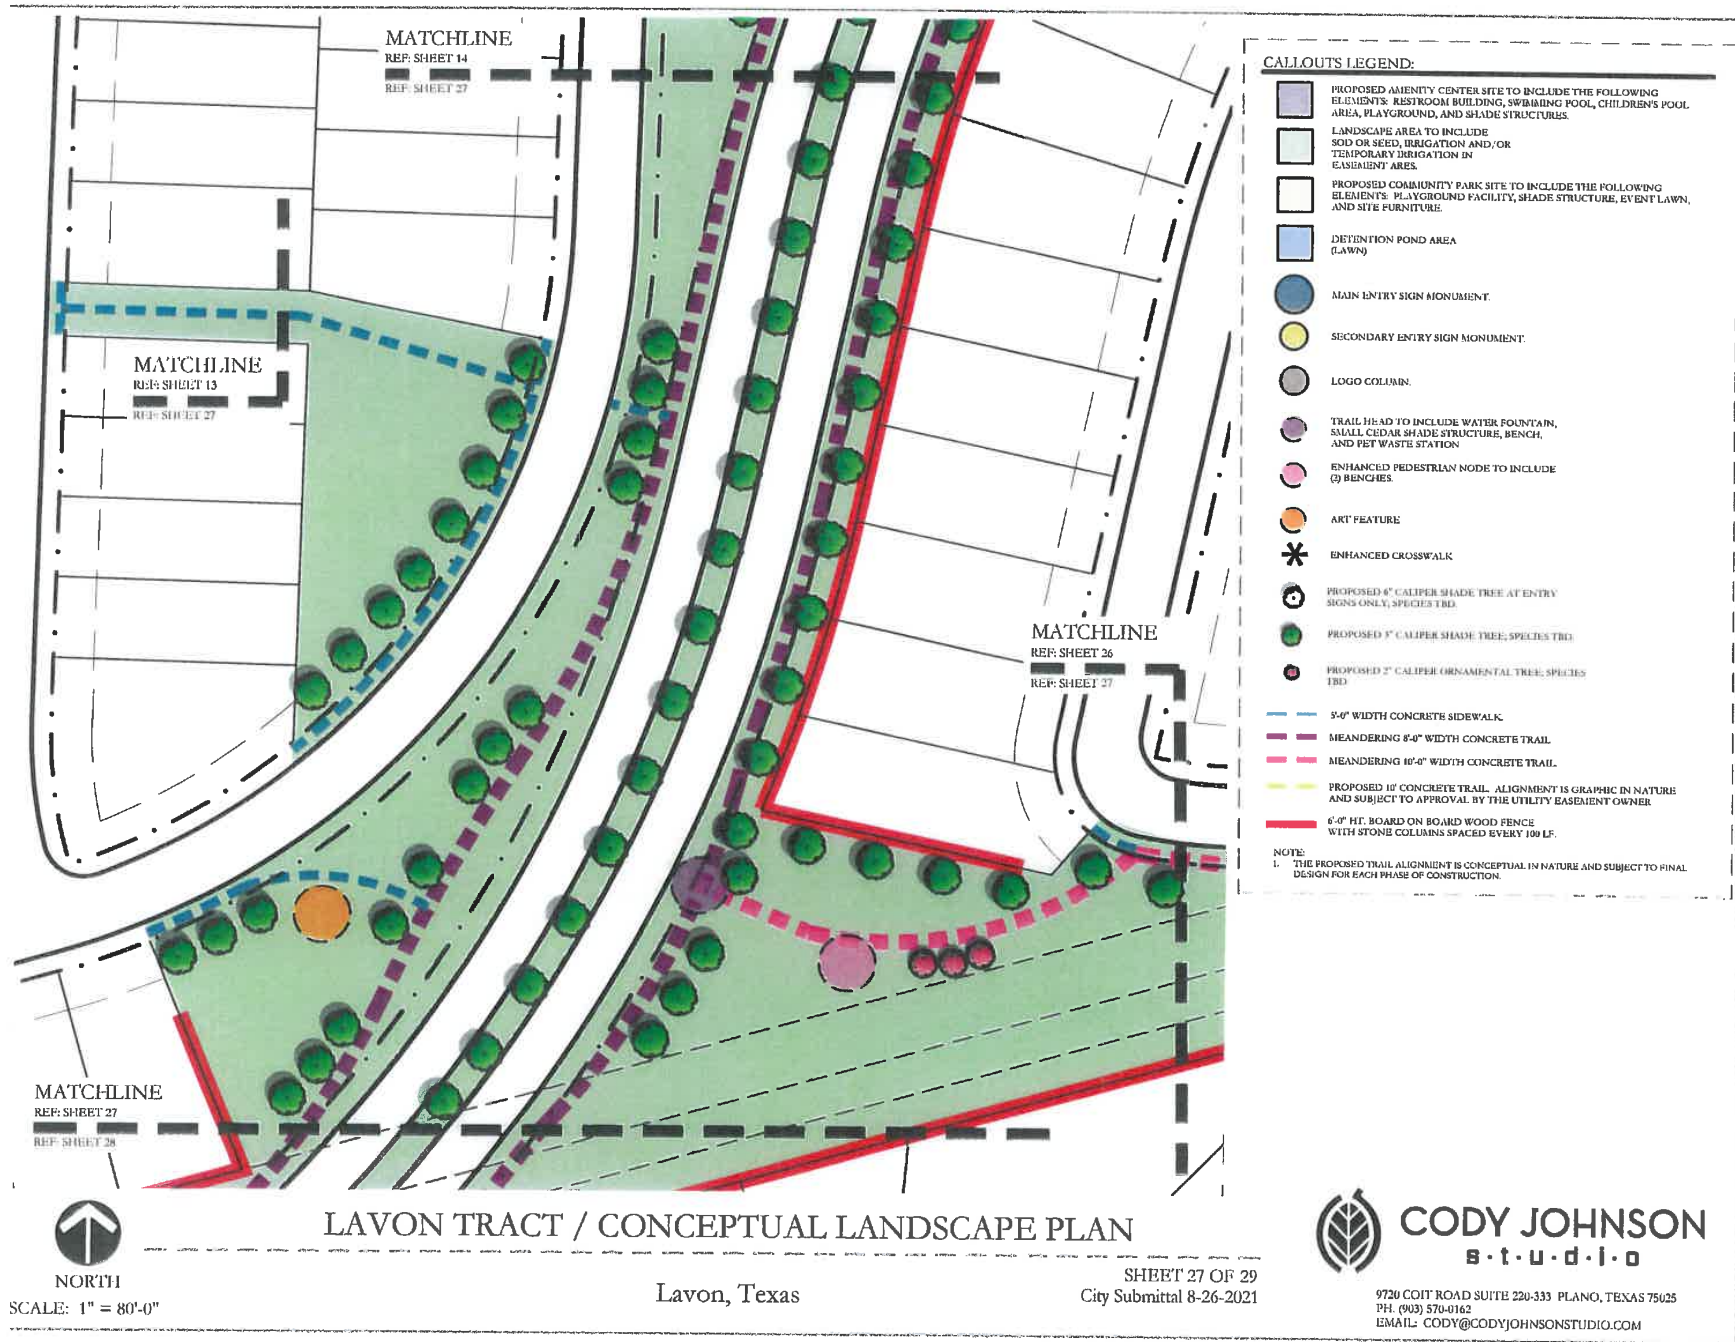 MATCHLINE
REF: SHEET 14
REF: SHEET 27
MATCHLINE
REF: SHEET 13
REF: SHEET 27
MATCHLINE
REF: SHEET 26
REF: SHEET 27
MATCHLINE
REF: SHEET 27
REF: SHEET 28
CALLOUTS LEGEND:
PROPOSED AMENITY CENTER SITE TO INCLUDE THE FOLLOWING
ELEMENTS: RESTROOM BUILDING, SWIMMING POOL, CHILDREN'S POOL
AREA, PLAYGROUND, AND SHADE STRUCTURES.
LANDSCAPE AREA TO INCLUDE
SOD OR SEED, IRRIGATION AND/OR
TEMPORARY IRRIGATION IN
EASEMENT ARES.
PROPOSED COMMUNITY PARK SITE TO INCLUDE THE FOLLOWING
ELEMENTS: PLAYGROUND FACILITY, SHADE STRUCTURE, EVENT LAWN,
AND SITE FURNITURE.
DETENTION POND AREA
(LAWN)
MAIN ENTRY SIGN MONUMENT.
SECONDARY ENTRY SIGN MONUMENT.
LOGO COLUMN.
TRAIL HEAD TO INCLUDE WATER FOUNTAIN,
SMALL CEDAR SHADE STRUCTURE, BENCH,
AND PET WASTE STATION
ENHANCED PEDESTRIAN NODE TO INCLUDE
(2) BENCHES.
ART FEATURE
ENHANCED CROSSWALK
PROPOSED 6" CALIPER SHADE TREE AT ENTRY
SIGNS ONLY; SPECIES TBD.
PROPOSED 3" CALIPER SHADE TREE; SPECIES TBD.
PROPOSED 2" CALIPER ORNAMENTAL TREE; SPECIES
TBD
5'-0" WIDTH CONCRETE SIDEWALK.
MEANDERING 8'-0" WIDTH CONCRETE TRAIL
MEANDERING 10'-0" WIDTH CONCRETE TRAIL.
PROPOSED 10' CONCRETE TRAIL. ALIGNMENT IS GRAPHIC IN NATURE
AND SUBJECT TO APPROVAL BY THE UTILITY EASEMENT OWNER
6'-0" HT. BOARD ON BOARD WOOD FENCE
WITH STONE COLUMNS SPACED EVERY 100 LF.
NOTE:
1. THE PROPOSED TRAIL ALIGNMENT IS CONCEPTUAL IN NATURE AND SUBJECT TO FINAL
DESIGN FOR EACH PHASE OF CONSTRUCTION.
NORTH
SCALE: 1" = 80'-0"
LAVON TRACT / CONCEPTUAL LANDSCAPE PLAN
Lavon, Texas
SHEET 27 OF 29
City Submittal 8-26-2021
CODY JOHNSON
s·t·u·d·i·o
9720 COIT ROAD SUITE 220-333 PLANO, TEXAS 75025
PH. (903) 570-0162
EMAIL: CODY@CODYJOHNSONSTUDIO.COM